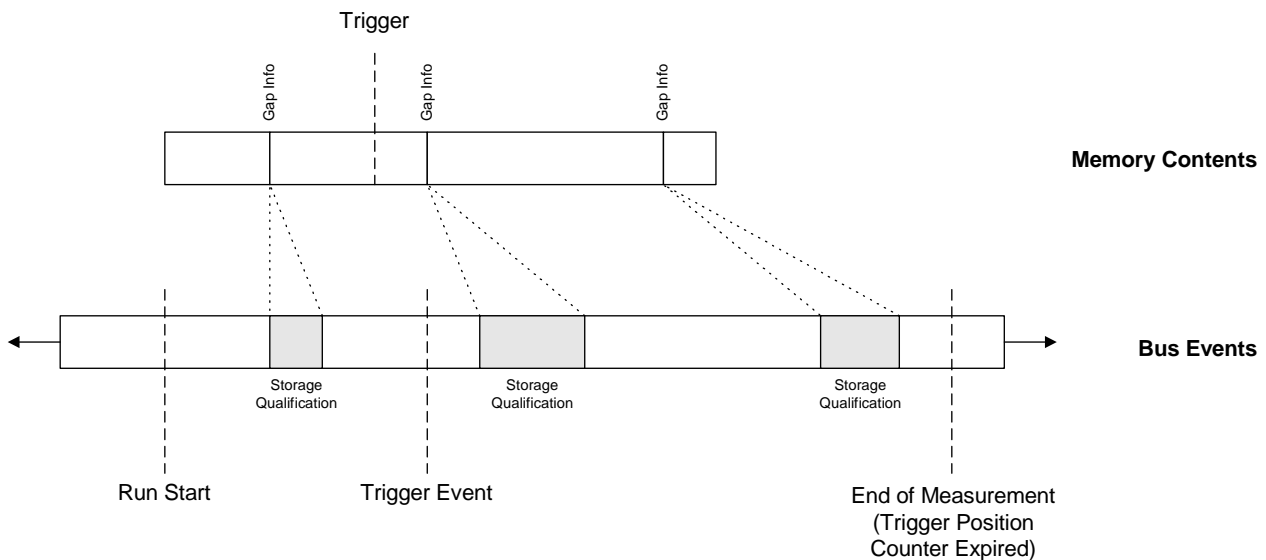 Trigger
Gap Info
Gap Info
Gap Info
Memory Contents
Bus Events
Storage
Qualification
Storage
Qualification
Storage
Qualification
Run Start
Trigger Event
End of Measurement
(Trigger Position
Counter Expired)